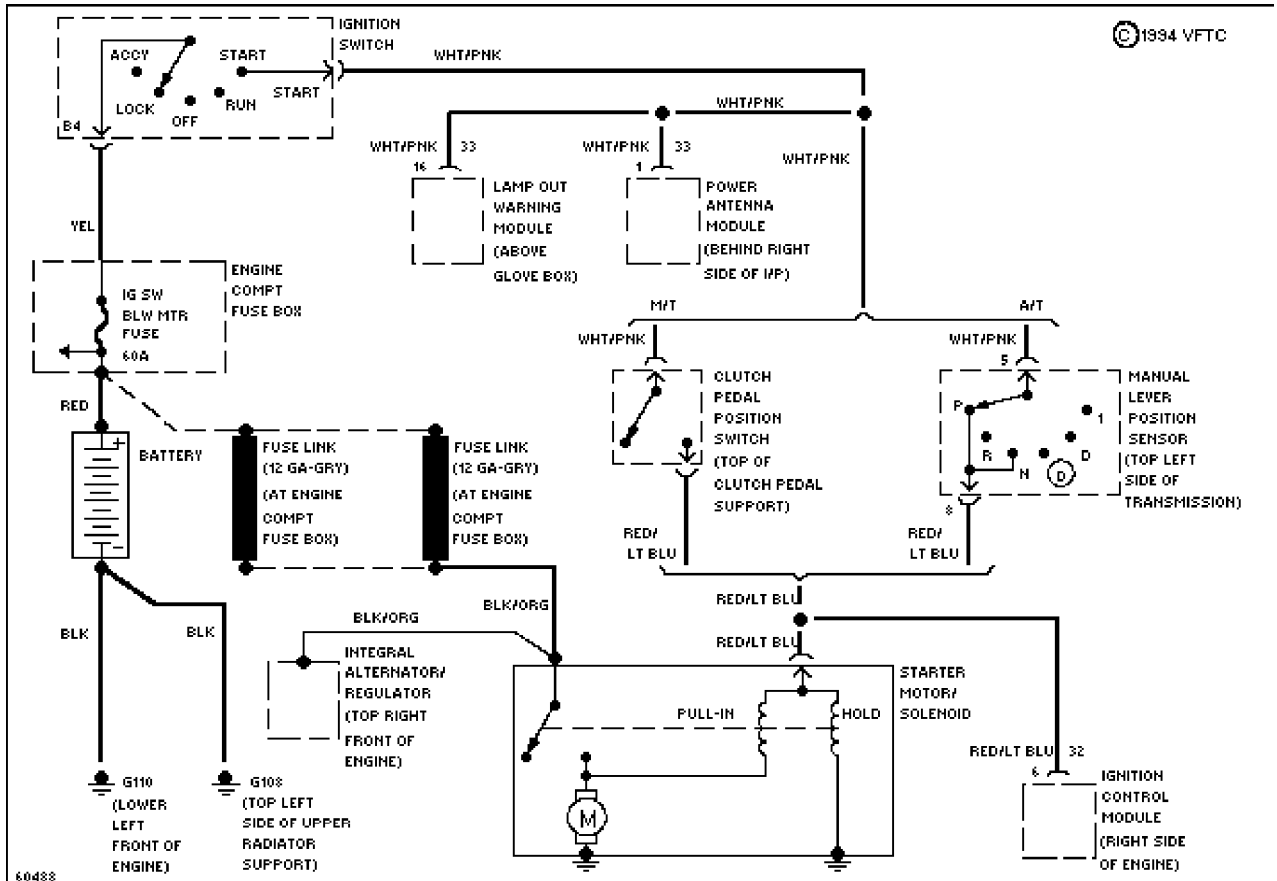 IGNITION
SWITCH
© 1994 VFTC
ACCY
START
LOCK
OFF
RUN
START
B4
WHT/PNK
WHT/PNK
WHT/PNK
33
16
WHT/PNK
33
1
WHT/PNK
LAMP OUT
WARNING
MODULE
(ABOVE
GLOVE BOX)
POWER
ANTENNA
MODULE
(BEHIND RIGHT
SIDE OF I/P)
YEL
ENGINE
COMPT
FUSE BOX
IG SW
BLW MTR
FUSE
60A
M/T
A/T
WHT/PNK
WHT/PNK
5
CLUTCH
PEDAL
POSITION
SWITCH
(TOP OF
CLUTCH PEDAL
SUPPORT)
P
R
N
D
D
1
MANUAL
LEVER
POSITION
SENSOR
(TOP LEFT
SIDE OF
TRANSMISSION)
8
RED
BATTERY
+
-
FUSE LINK
(12 GA-GRY)
(AT ENGINE
COMPT
FUSE BOX)
FUSE LINK
(12 GA-GRY)
(AT ENGINE
COMPT
FUSE BOX)
RED/
LT BLU
RED/
LT BLU
BLK
BLK
BLK/ORG
BLK/ORG
RED/LT BLU
RED/LT BLU
INTEGRAL
ALTERNATOR/
REGULATOR
(TOP RIGHT
FRONT OF
ENGINE)
PULL-IN
HOLD
STARTER
MOTOR/
SOLENOID
M
RED/LT BLU
32
6
IGNITION
CONTROL
MODULE
(RIGHT SIDE
OF ENGINE)
G110
(LOWER
LEFT
FRONT OF
ENGINE)
G108
(TOP LEFT
SIDE OF UPPER
RADIATOR
SUPPORT)
60488